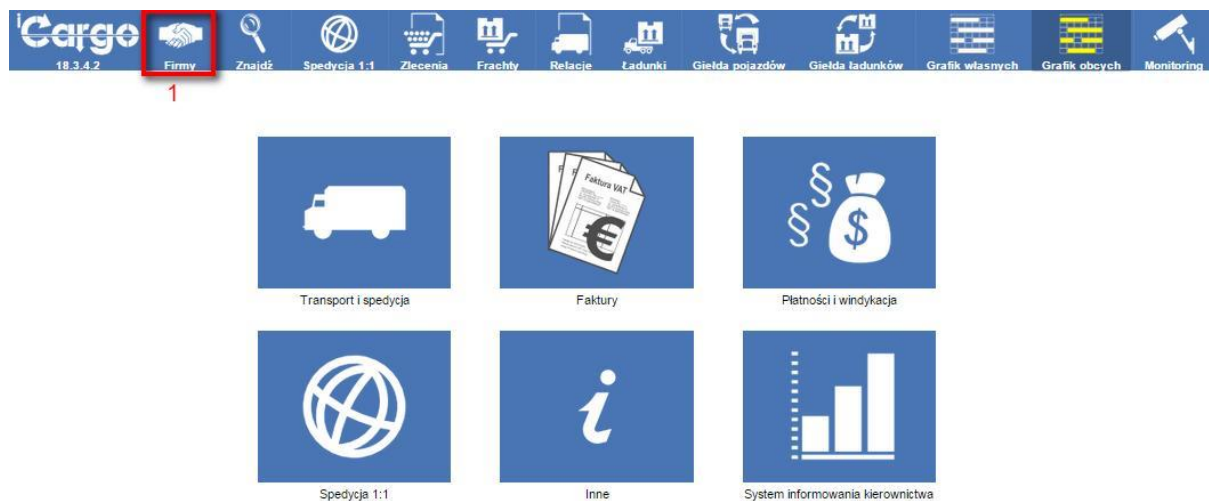 iCargo
18.3.4.2
Firmy
Znajdź
Spedycja 1:1
Zlecenia
Frachty
Relacje
Ładunki
Giełda pojazdów
Giełda ładunków
Grafik własnych
Grafik obcych
Monitoring
1
Faktura VAT
Transport i spedycja
Faktury
Płatności i windykacja
Spedycja 1:1
Inne
System informowania kierownictwa